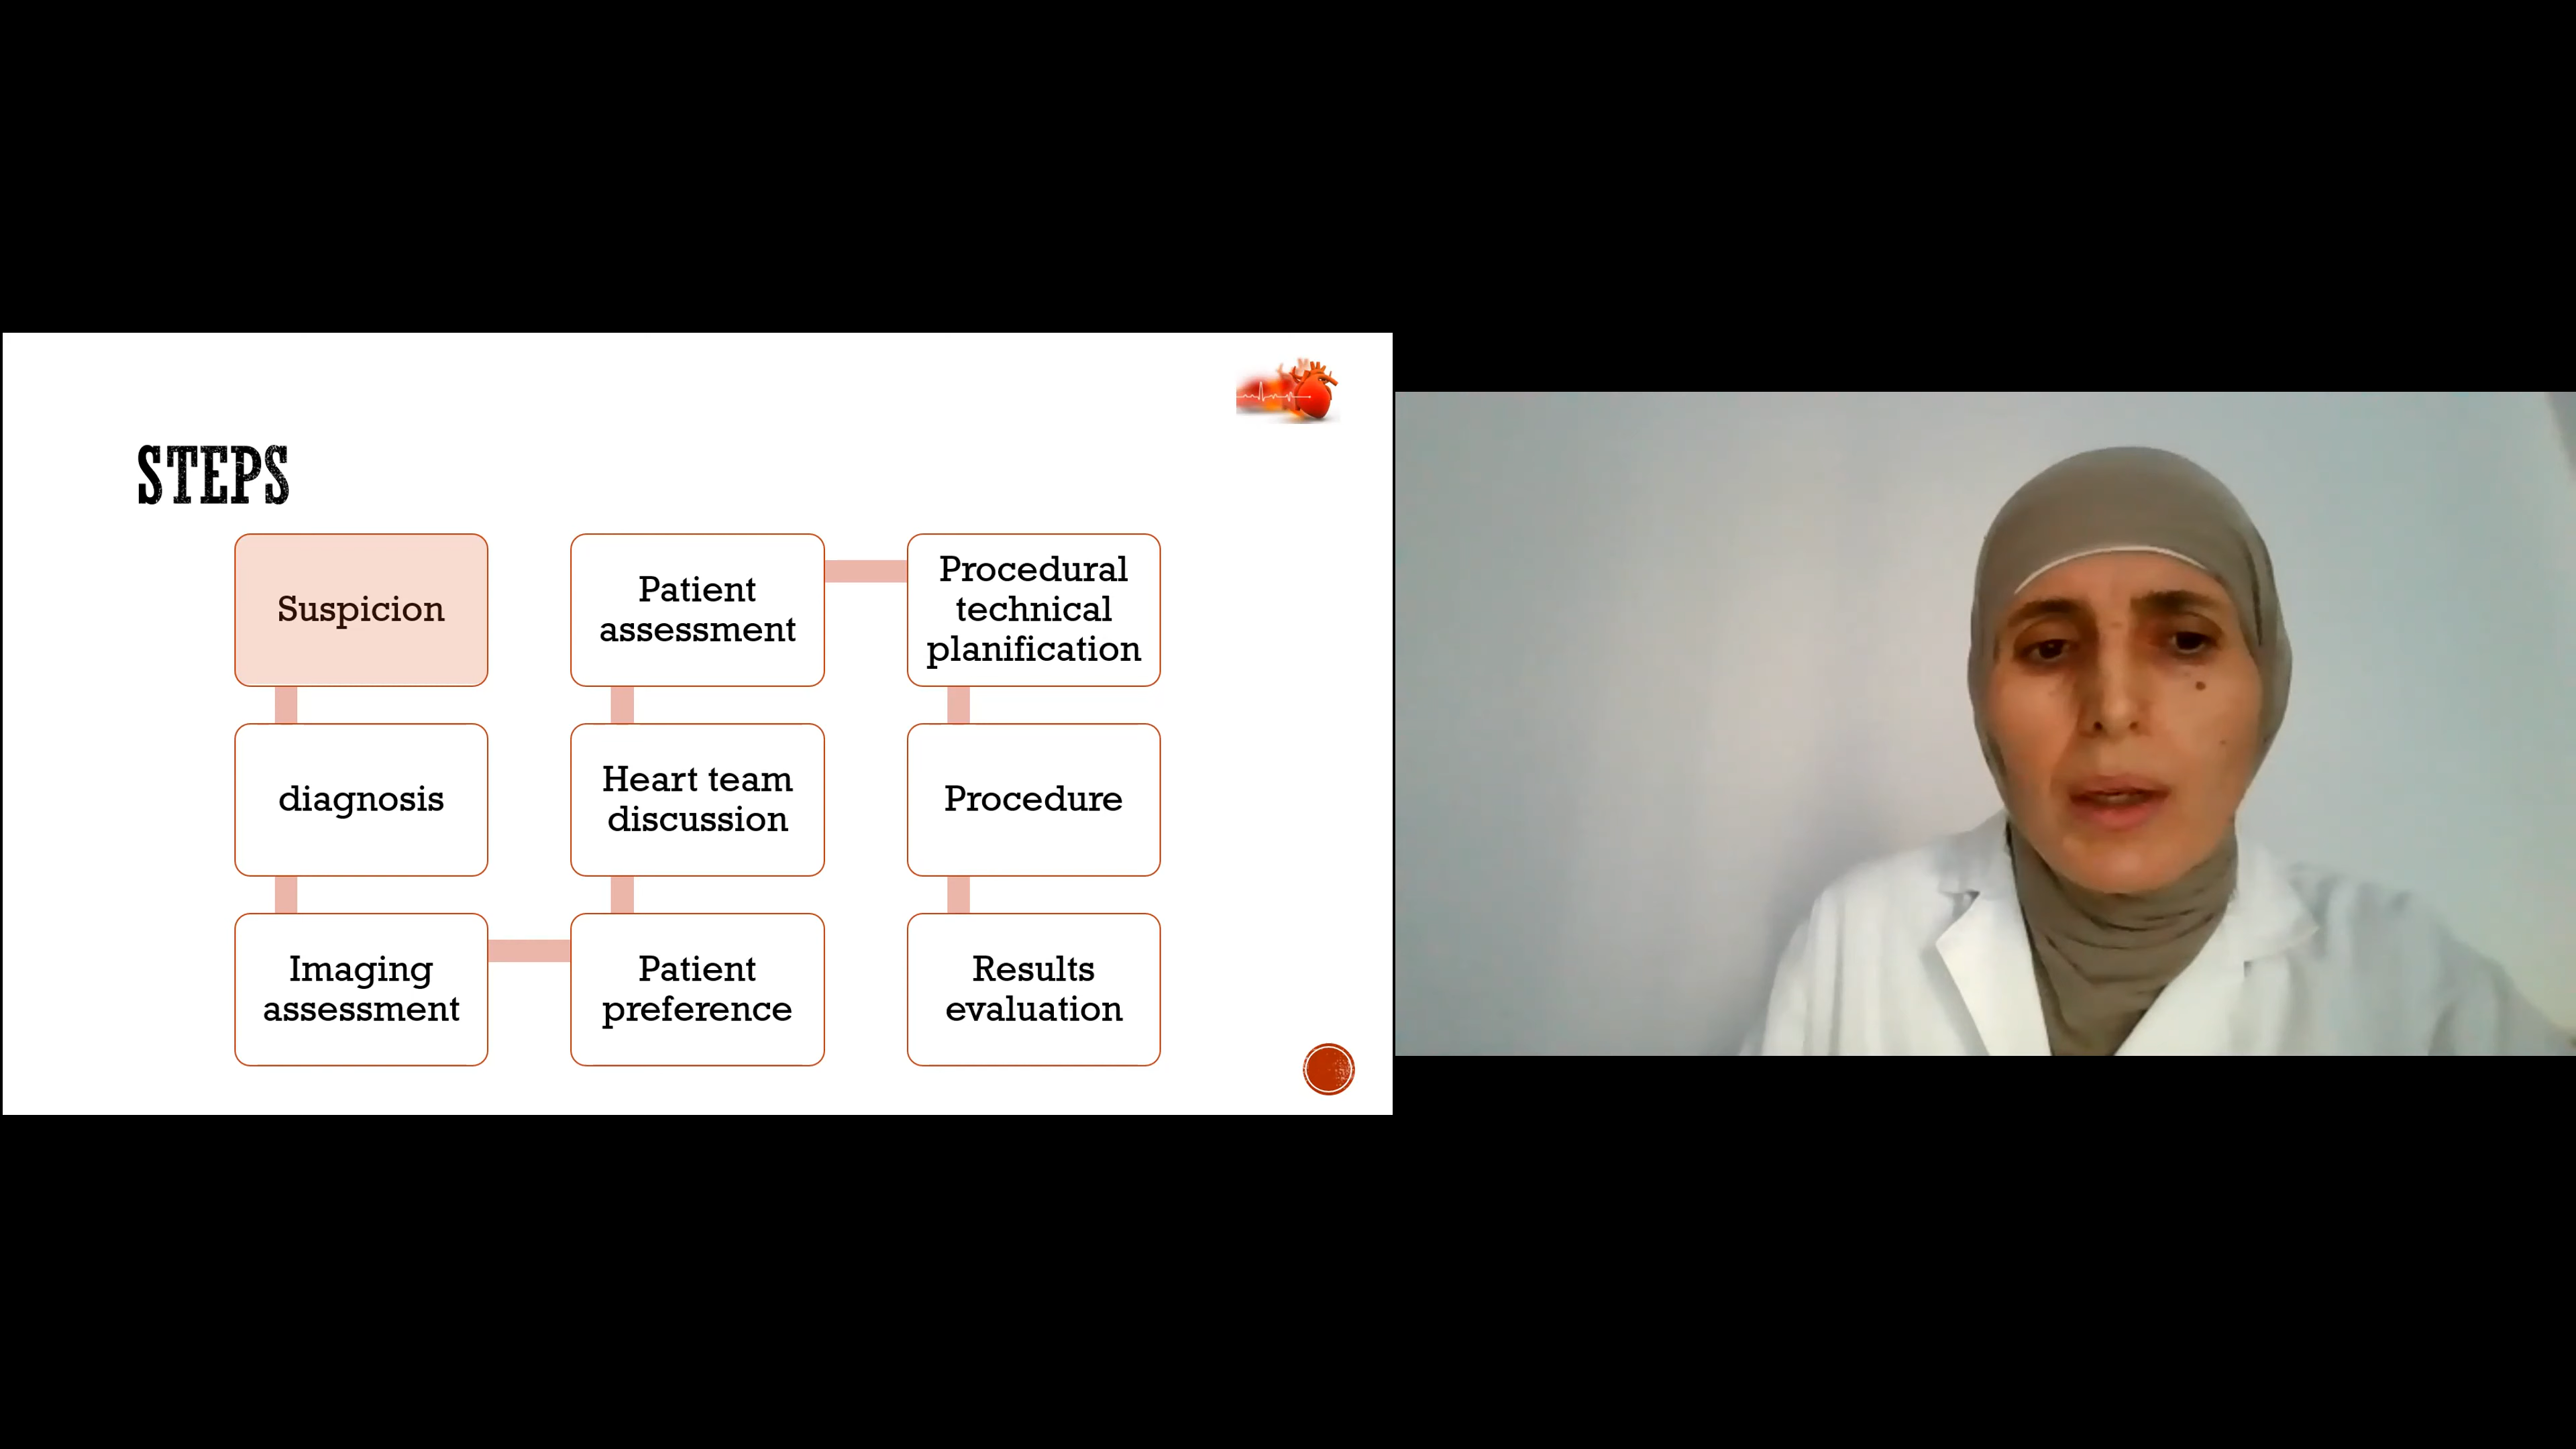 STEPS
Suspicion
diagnosis
Imaging
assessment
Patient
preference
Heart team
discussion
Patient
assessment
Procedural
technical
planification
Procedure
Results
evaluation